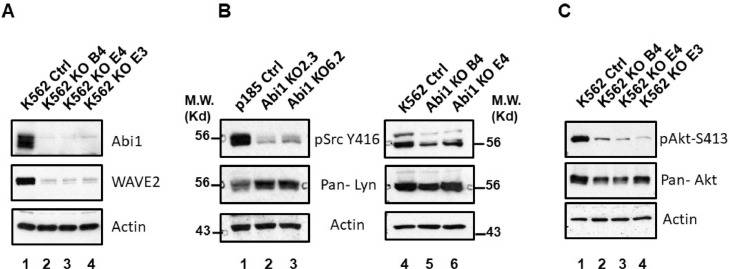 A
K562 Ctrl
K562 KO B4
K562 KO E4
K562 KO E3
Abi1
WAVE2
Actin
1 2 3 4
B
M.W.
(Kd)
p185 Ctrl
Abi1 KO2.3
Abi1 KO6.2
K562 Ctrl
Abi1 KO B4
Abi1 KO E4
M.W.
(Kd)
56
pSrc Y416
56
56
Pan- Lyn
56
43
Actin
43
1 2 3 4 5 6
C
K562 Ctrl
K562 KO B4
K562 KO E4
K562 KO E3
pAkt-S413
Pan- Akt
Actin
1 2 3 4